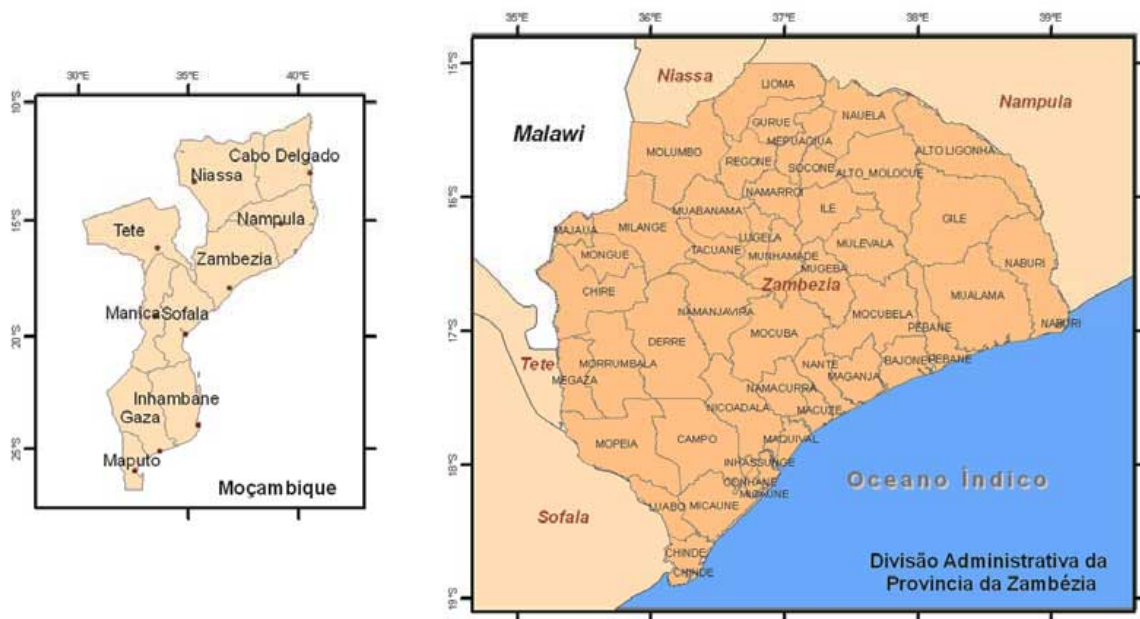 30°E 35°E 40°E
10°S
15°S
20°S
25°S
Cabo Delgado
Niassa
Nampula
Tete
Zambezia
Manica
Sofala
Inhambane
Gaza
Maputo
Moçambique
35°E 36°E 37°E 38°E 39°E
15°S
16°S
17°S
18°S
19°S
Niassa
Nampula
Malawi
LIOMA
GURUE
NAUELA
MEPUAGIUA
MOLUMBO
REGONE
SOCONE
ALTO LIGONHA
ALTO_MOLOCUE
NAMARROI
MUABANAMA
ILE
GILE
MAJAUA
MILANGE
LUGELA
MULEVALA
MONGUE
TACUANE
MUNHAMADE
MUGEBA
NABURI
Zambezia
CHIRE
MUALAMA
NAMANJAVIRA
MOCUBELA
MOCUBA
PEBANE
NABURI
DERRE
Tete
MORRUMBALA
NANTE
BAJONE
PEBANE
MEGAZA
MAGANJA
NAMACURRA
NICOADALA
MACUZE
MOPEIA
CAMPO
MAQUIVAL
INHASSUNGE
GONHANE
MICAUNE
Oceano Índico
LUABO
MICAUNE
Sofala
CHINDE
CHINDE
Divisão Administrativa da
Provincia da Zambézia